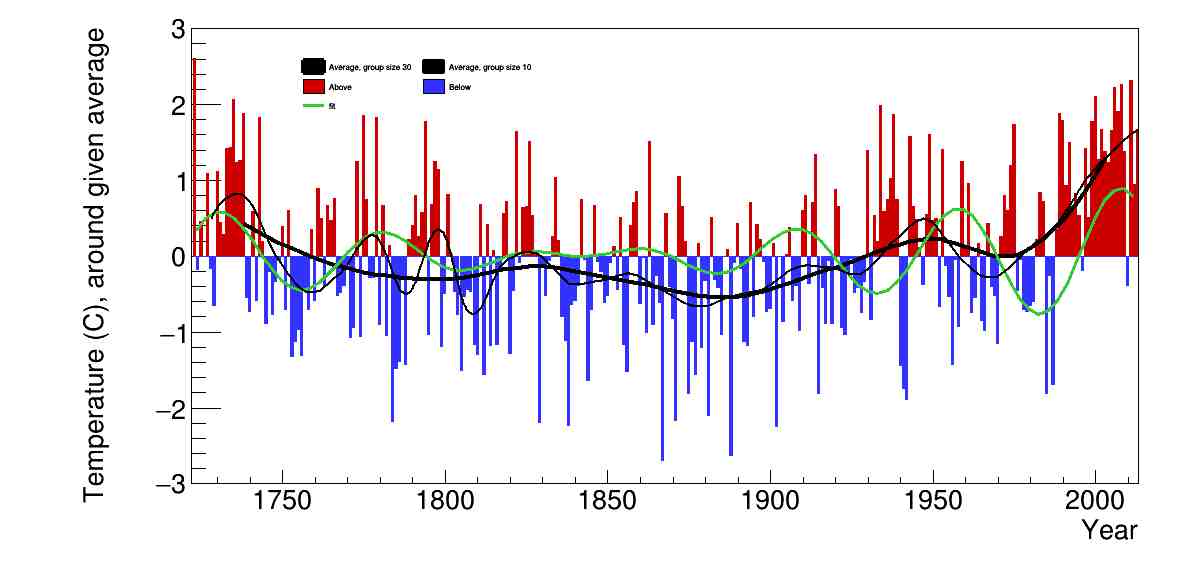 Temperature (C), around given average
3
2
1
0
−1
−2
−3
Average, group size 30
Average, group size 10
Above
Below
fit
1750
1800
1850
1900
1950
2000
Year